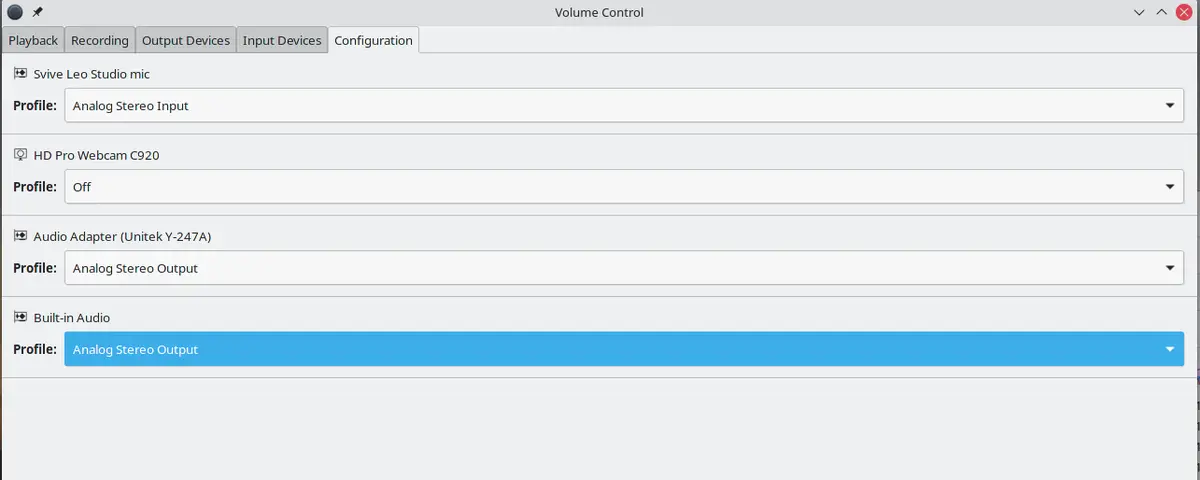 Volume Control
Playback Recording Output Devices Input Devices Configuration
Svive Leo Studio mic
Profile: Analog Stereo Input
HD Pro Webcam C920
Profile: Off
Audio Adapter (Unitek Y-247A)
Profile: Analog Stereo Output
Built-in Audio
Profile: Analog Stereo Output